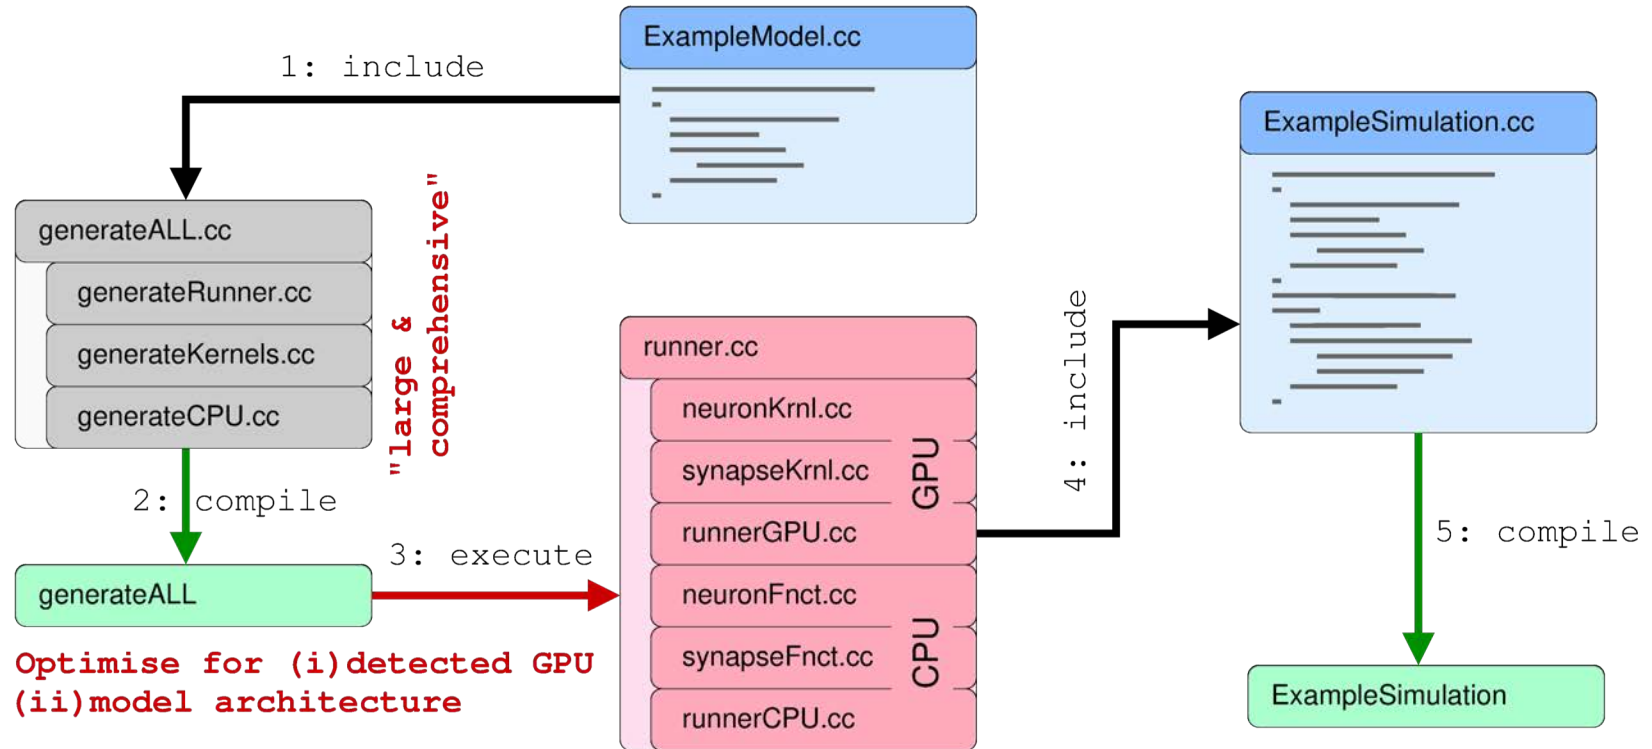 ExampleModel.cc
1: include
ExampleSimulation.cc
generateALL.cc
generateRunner.cc
generateKernels.cc
generateCPU.cc
"large &
comprehensive"
2: compile
generateALL
3: execute
Optimise for (i)detected GPU
(ii)model architecture
runner.cc
neuronKrnl.cc
synapseKrnl.cc
runnerGPU.cc
GPU
neuronFnct.cc
synapseFnct.cc
runnerCPU.cc
CPU
4: include
5: compile
ExampleSimulation